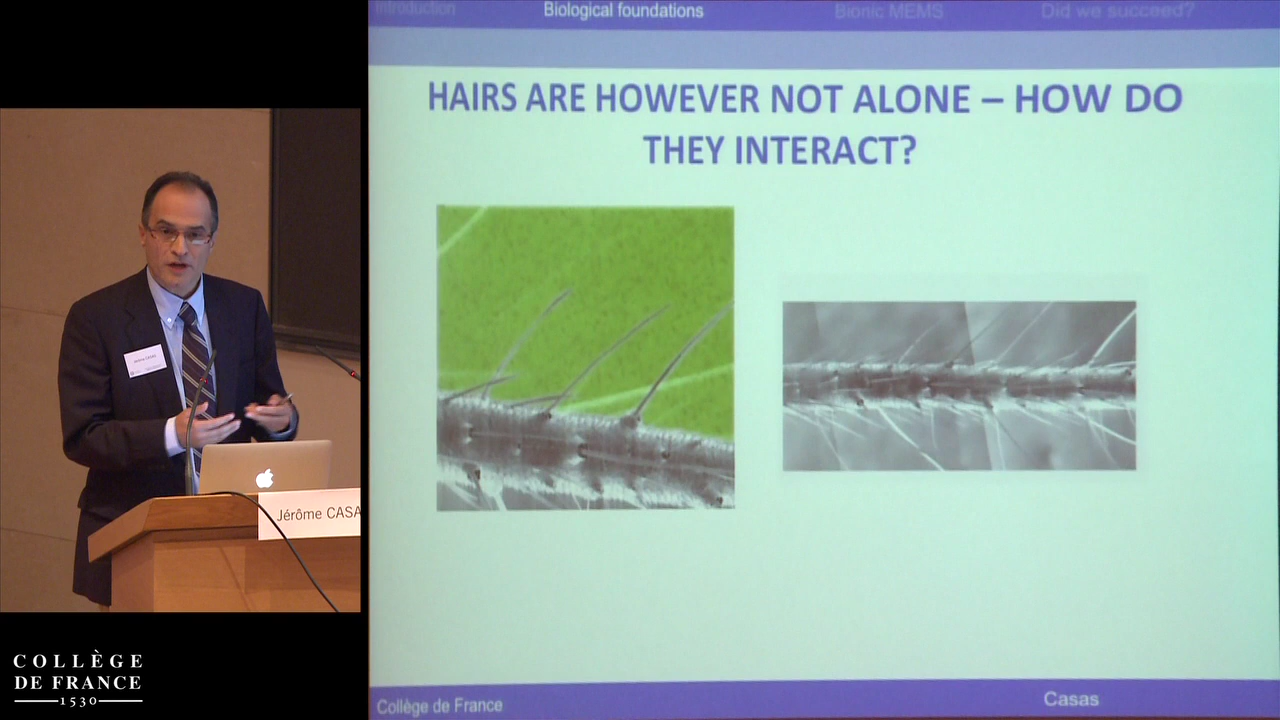 Introduction
Biological foundations
Bionic MEMS
Did we succeed?
HAIRS ARE HOWEVER NOT ALONE – HOW DO
THEY INTERACT?
Jérôme CASA
COLLÈGE
DE FRANCE
1530
Collège de France
Casas